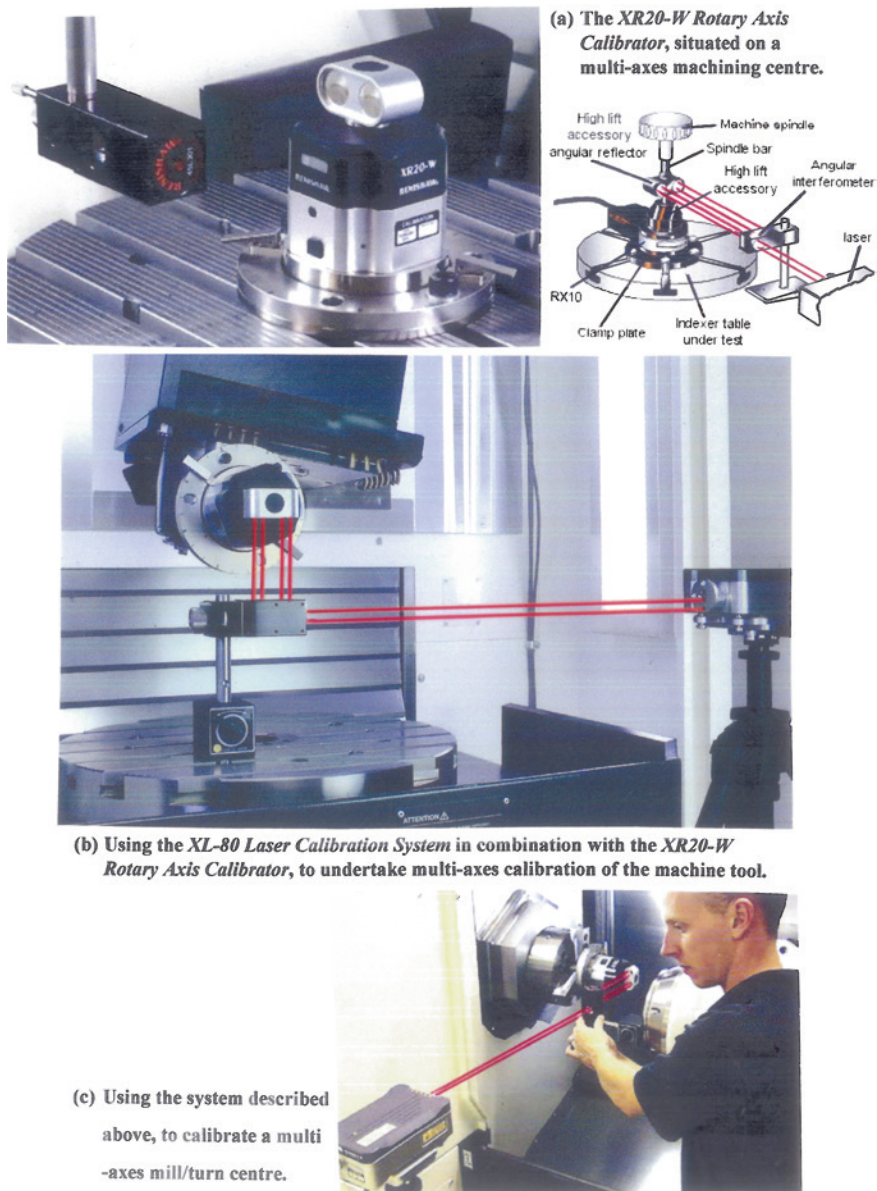 (a) The XR20-W Rotary Axis
Calibrator, situated on a
multi-axes machining centre.
XR20-W
RENISHAW
RENISHAW
CALIBRATION
High lift
accessory
angular reflector
Machine spindle
Spindle bar
High lift
accessory
Angular
interferometer
laser
RX10
Clamp plate
Indexer table
under test
ATTENTION
(b) Using the XL-80 Laser Calibration System in combination with the XR20-W
Rotary Axis Calibrator, to undertake multi-axes calibration of the machine tool.
(c) Using the system described
above, to calibrate a multi
-axes mill/turn centre.